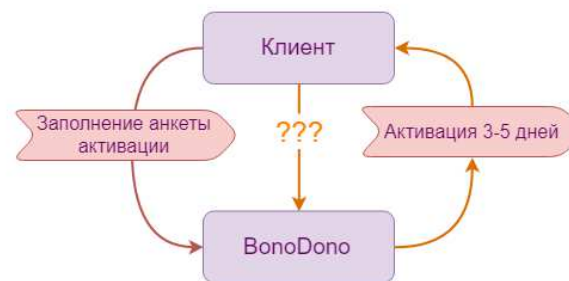 Клиент
Заполнение анкеты
активации
???
Активация 3-5 дней
BonoDono